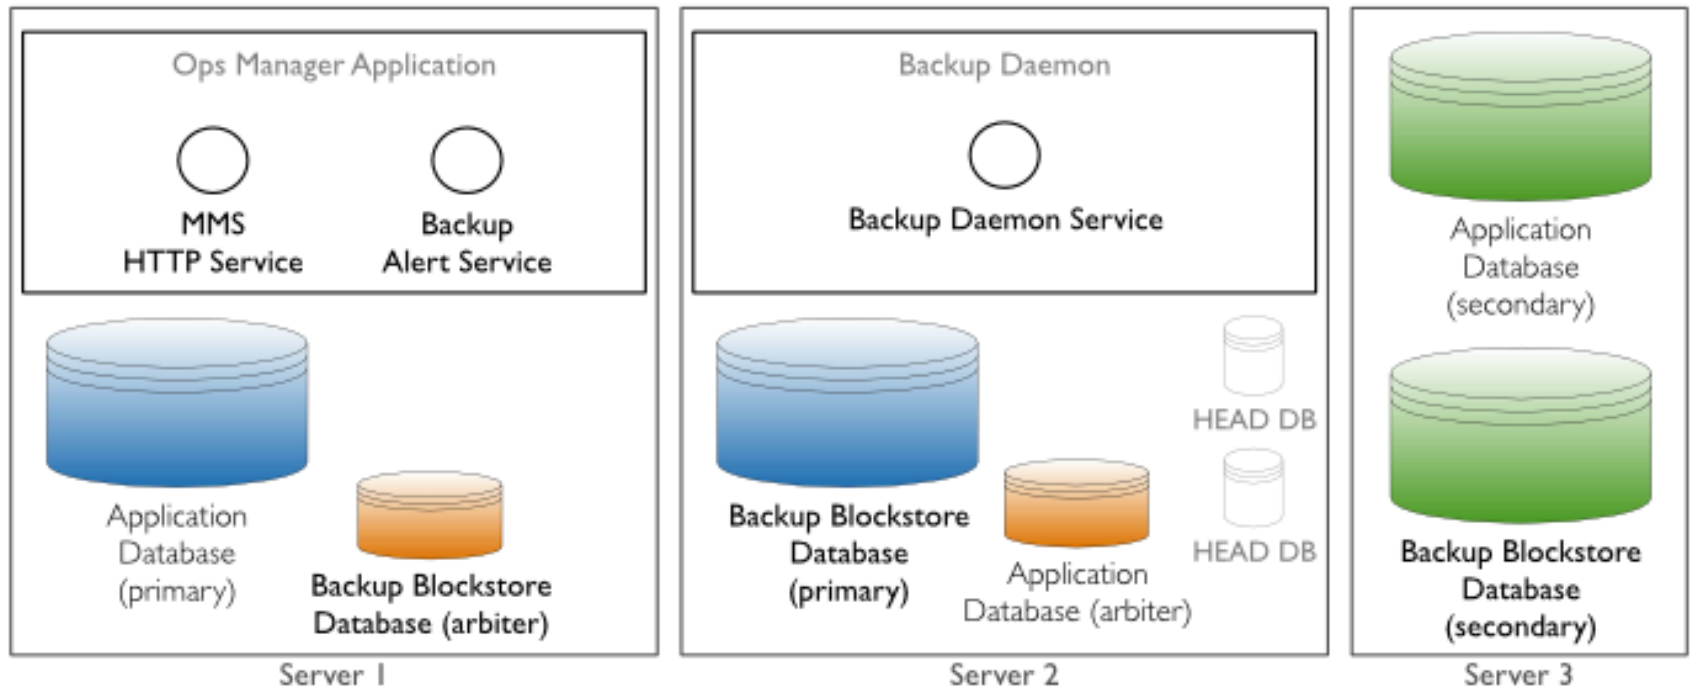 Ops Manager Application
MMS
HTTP Service
Backup
Alert Service
Application
Database
(primary)
Backup Blockstore
Database (arbiter)
Server 1
Backup Daemon
Backup Daemon Service
Backup Blockstore
Database
(primary)
Application
Database (arbiter)
HEAD DB
HEAD DB
Server 2
Application
Database
(secondary)
Backup Blockstore
Database
(secondary)
Server 3